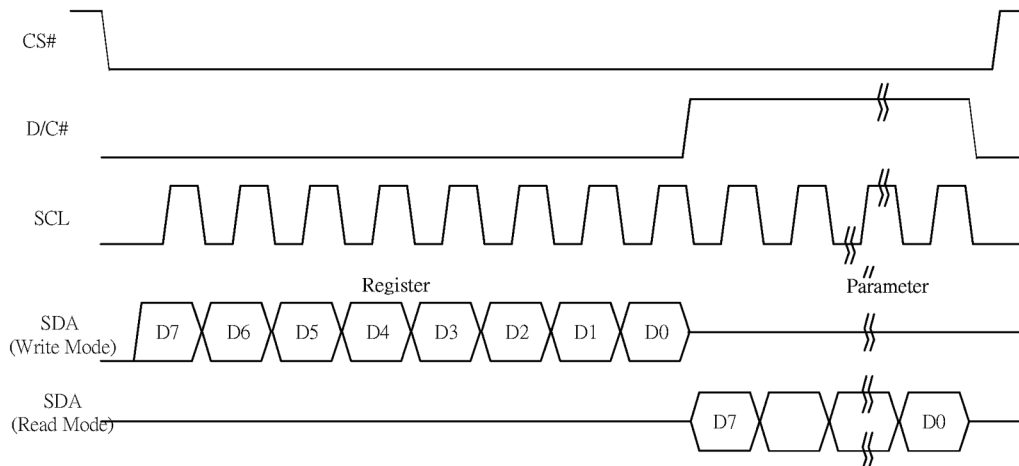 CS#
D/C#
SCL
Register
Parameter
SDA
(Write Mode)
D7 D6 D5 D4 D3 D2 D1 D0
SDA
(Read Mode)
D7 D0